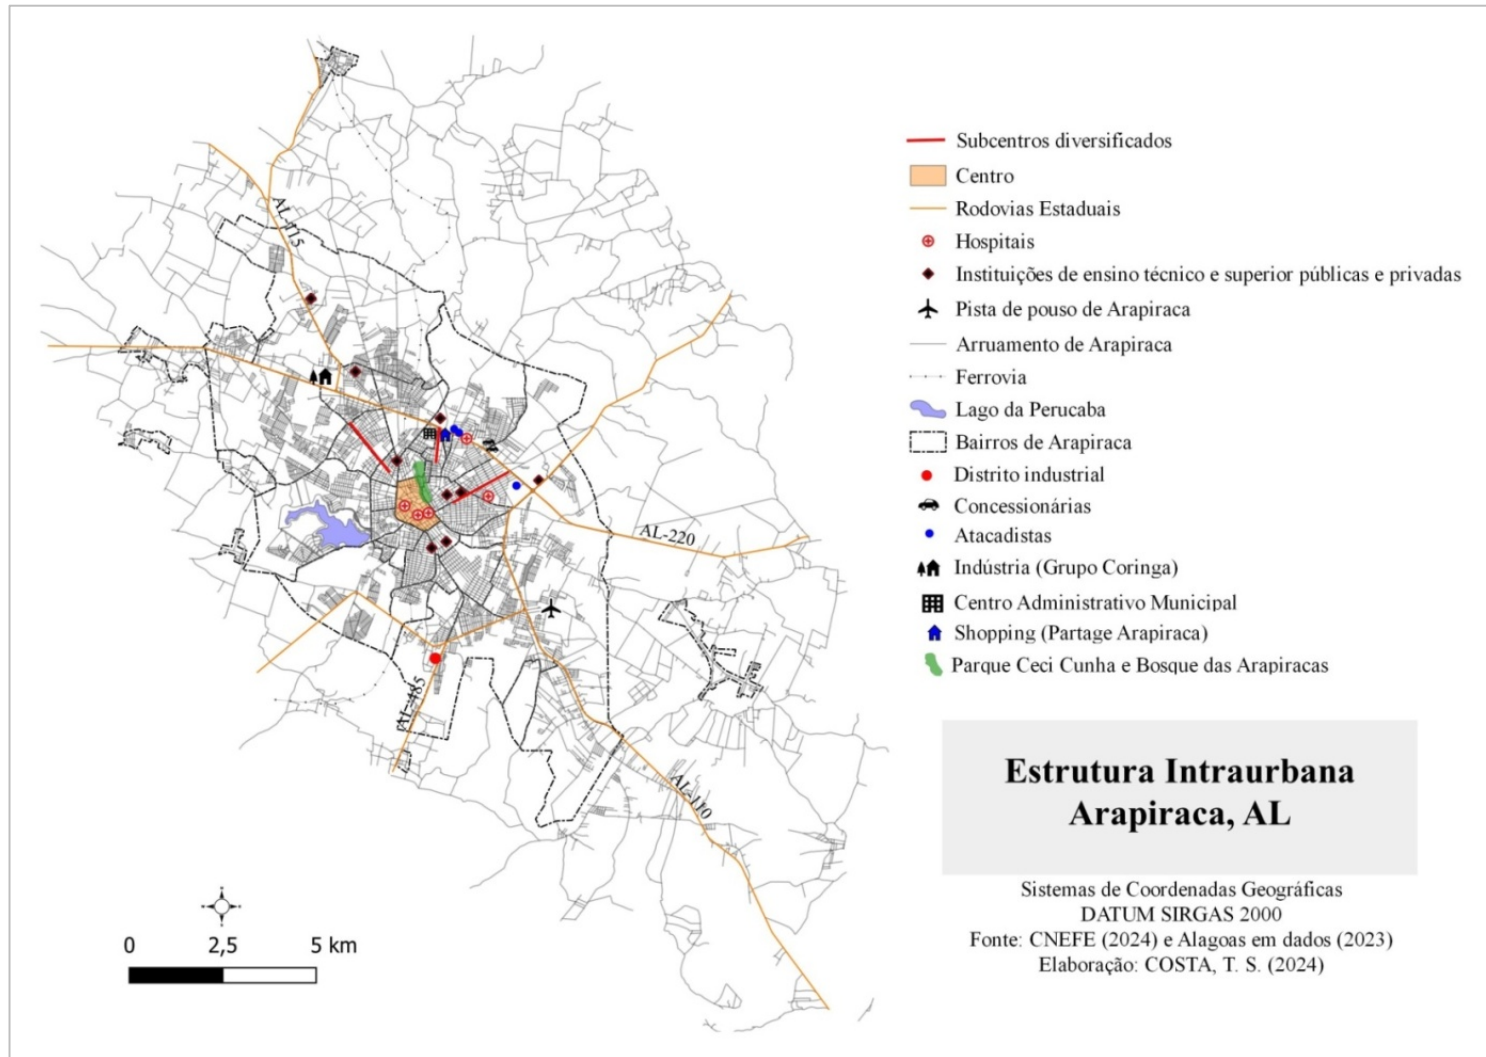 AL-115
AL-220
AL-485
AL-110
0 2,5 5 km
Subcentros diversificados
Centro
Rodovias Estaduais
Hospitais
Instituições de ensino técnico e superior públicas e privadas
Pista de pouso de Arapiraca
Arruamento de Arapiraca
Ferrovia
Lago da Perucaba
Bairros de Arapiraca
Distrito industrial
Concessionárias
Atacadistas
Indústria (Grupo Coringa)
Centro Administrativo Municipal
Shopping (Partage Arapiraca)
Parque Ceci Cunha e Bosque das Arapiracas
Estrutura Intraurbana
Arapiraca, AL
Sistemas de Coordenadas Geográficas
DATUM SIRGAS 2000
Fonte: CNEFE (2024) e Alagoas em dados (2023)
Elaboração: COSTA, T. S. (2024)